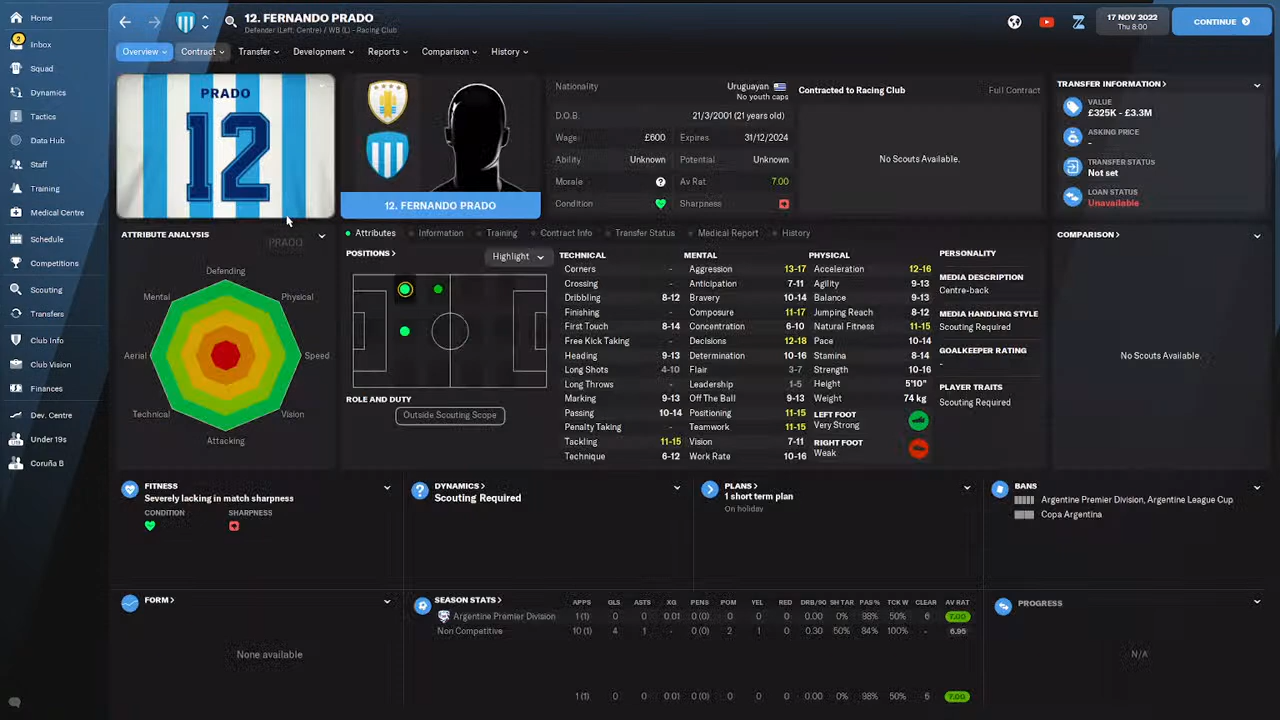 Home
12. FERNANDO PRADO
Defender (Left, Centre) / WB (L) - Racing Club
17 NOV 2022
Thu 8:00
CONTINUE
2
Inbox
Overview Contract Transfer Development Reports Comparison History
Squad
Dynamics
Tactics
Data Hub
Staff
Training
Medical Centre
Schedule
Competitions
Scouting
Transfers
Club Info
Club Vision
Finances
Dev. Centre
Under 19s
Coruña B
PRADO
12
12. FERNANDO PRADO
Nationality Uruguayan
No youth caps
D.O.B. 21/3/2001 (21 years old)
Wage: £600 Expires 31/12/2024
Ability Unknown Potential Unknown
Morale ? Av Rat 7.00
Condition Sharpness
Contracted to Racing Club Full Contract
No Scouts Available.
TRANSFER INFORMATION >
VALUE
£325K - £3.3M
ASKING PRICE
-
TRANSFER STATUS
Not set
LOAN STATUS
Unavailable
ATTRIBUTE ANALYSIS
PRADO
Defending
Mental Physical
Aerial Speed
Technical Vision
Attacking
Attributes Information Training Contract Info Transfer Status Medical Report History
POSITIONS >
Highlight
ROLE AND DUTY
Outside Scouting Scope
TECHNICAL
Corners -
Crossing -
Dribbling 8-12
Finishing -
First Touch 8-14
Free Kick Taking -
Heading 9-13
Long Shots 4-10
Long Throws -
Marking 9-13
Passing 10-14
Penalty Taking -
Tackling 11-15
Technique 6-12
MENTAL
Aggression 13-17
Anticipation 7-11
Bravery 10-14
Composure 11-17
Concentration 6-10
Decisions 12-18
Determination 10-16
Flair 3-7
Leadership 1-5
Off The Ball 9-13
Positioning 11-15
Teamwork 11-15
Vision 7-11
Work Rate 10-16
PHYSICAL
Acceleration 12-16
Agility 9-13
Balance 9-13
Jumping Reach 8-12
Natural Fitness 11-15
Pace 10-14
Stamina 8-14
Strength 10-16
Height 5'10"
Weight 74 kg
LEFT FOOT
Very Strong
RIGHT FOOT
Weak
PERSONALITY
MEDIA DESCRIPTION
Centre-back
MEDIA HANDLING STYLE
Scouting Required
GOALKEEPER RATING
-
PLAYER TRAITS
Scouting Required
COMPARISON >
No Scouts Available.
FITNESS >
Severely lacking in match sharpness
CONDITION SHARPNESS
DYNAMICS >
Scouting Required
PLANS >
1 short term plan
On holiday
BANS
Argentine Premier Division, Argentine League Cup
Copa Argentina
FORM >
None available
SEASON STATS > APPS GLS ASTS XG PENS POM YEL RED DRB/90 SH TAR PAS% TCK W CLEAR AV RAT
Argentine Premier Division 1 (1) 0 0 0.01 0 (0) 0 0 0 0.00 0% 98% 50% 6 7.00
Non Competitive 10 (1) 4 1 - 0 (0) 2 1 0 0.30 50% 84% 100% - 6.95
1 (1) 0 0 0.01 0 (0) 0 0 0 0.00 0% 98% 50% 6 7.00
PROGRESS
N/A